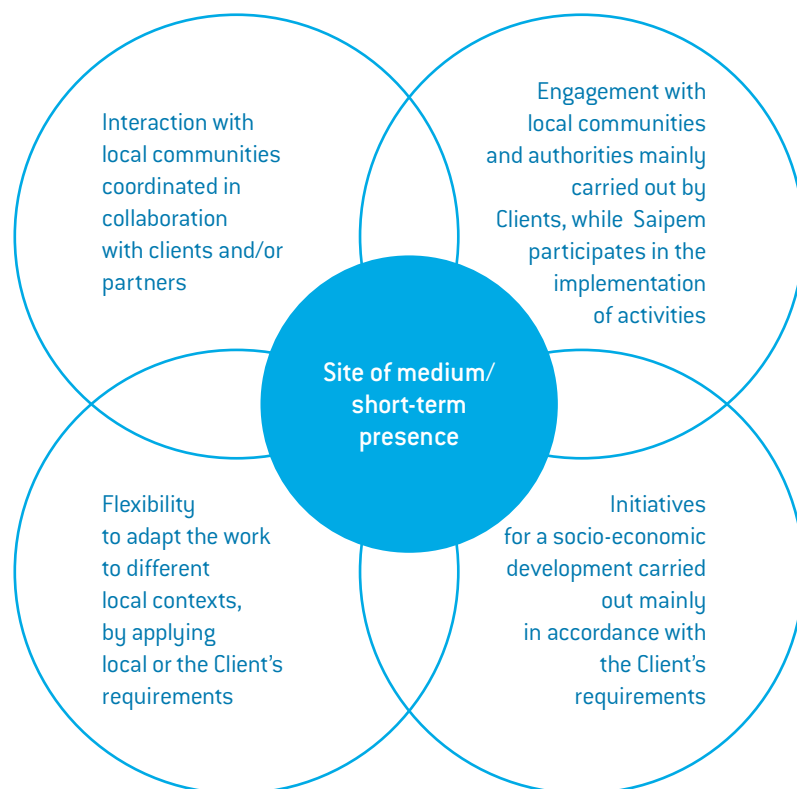 Interaction with
local communities
coordinated in
collaboration
with clients and/or
partners
Engagement with
local communities
and authorities mainly
carried out by
Clients, while Saipem
participates in the
implementation
of activities
Site of medium/
short-term
presence
Flexibility
to adapt the work
to different
local contexts,
by applying
local or the Client's
requirements
Initiatives
for a socio-economic
development carried
out mainly
in accordance with
the Client's
requirements